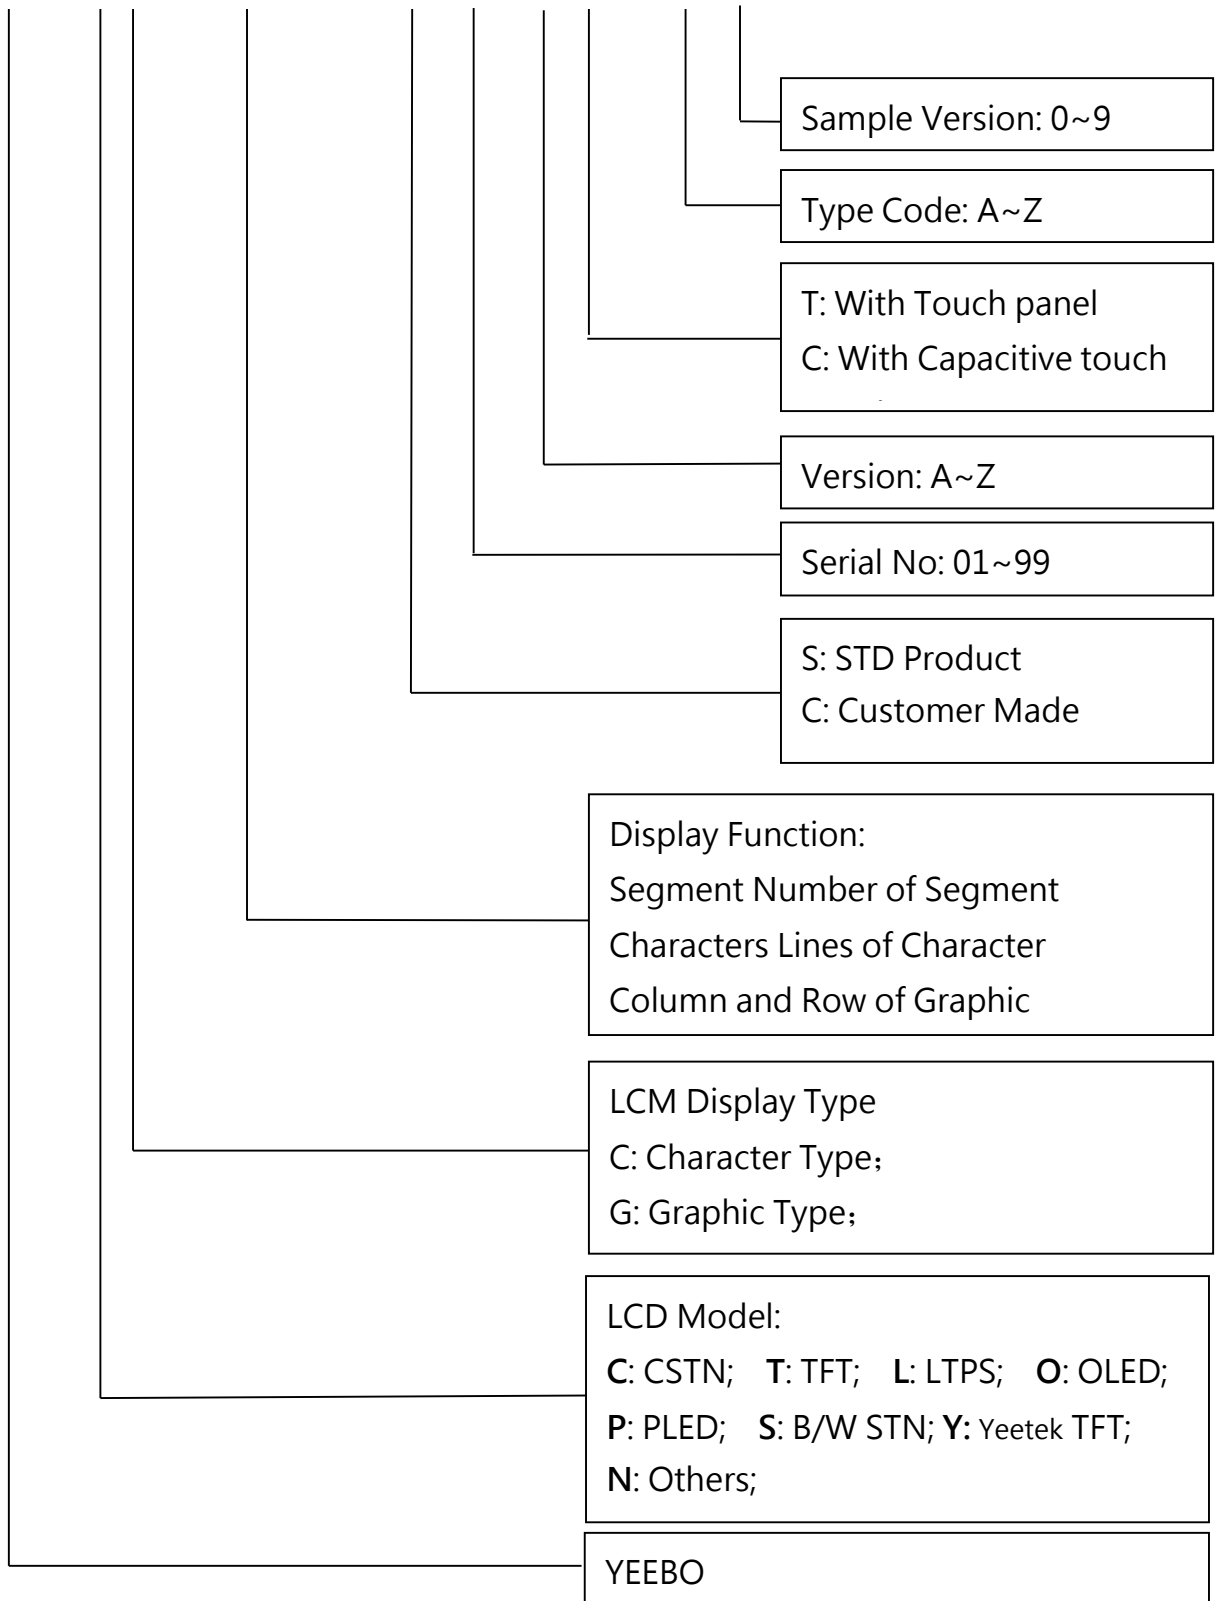 Sample Version: 0~9
Type Code: A~Z
T: With Touch panel
C: With Capacitive touch
Version: A~Z
Serial No: 01~99
S: STD Product
C: Customer Made
Display Function:
Segment Number of Segment
Characters Lines of Character
Column and Row of Graphic
LCM Display Type
C: Character Type；
G: Graphic Type；
LCD Model:
C: CSTN; T: TFT; L: LTPS; O: OLED;
P: PLED; S: B/W STN; Y: Yeetek TFT;
N: Others;
YEEBO